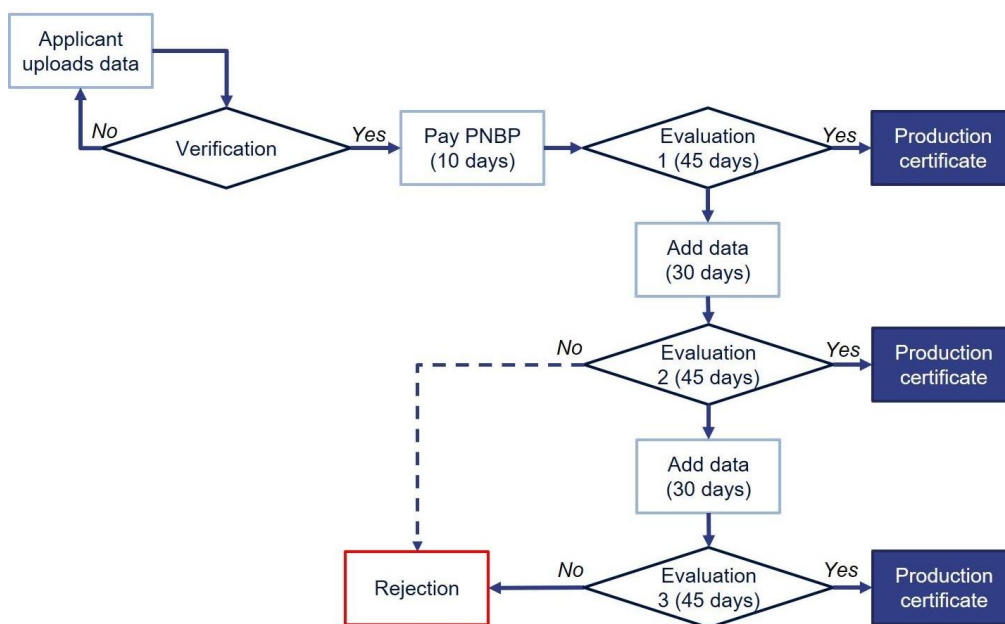 Applicant
uploads data
No
Verification
Yes
Pay PNBP
(10 days)
Evaluation
1 (45 days)
Yes
Production
certificate
Add data
(30 days)
No
Evaluation
2 (45 days)
Yes
Production
certificate
Add data
(30 days)
Rejection
No
Evaluation
3 (45 days)
Yes
Production
certificate